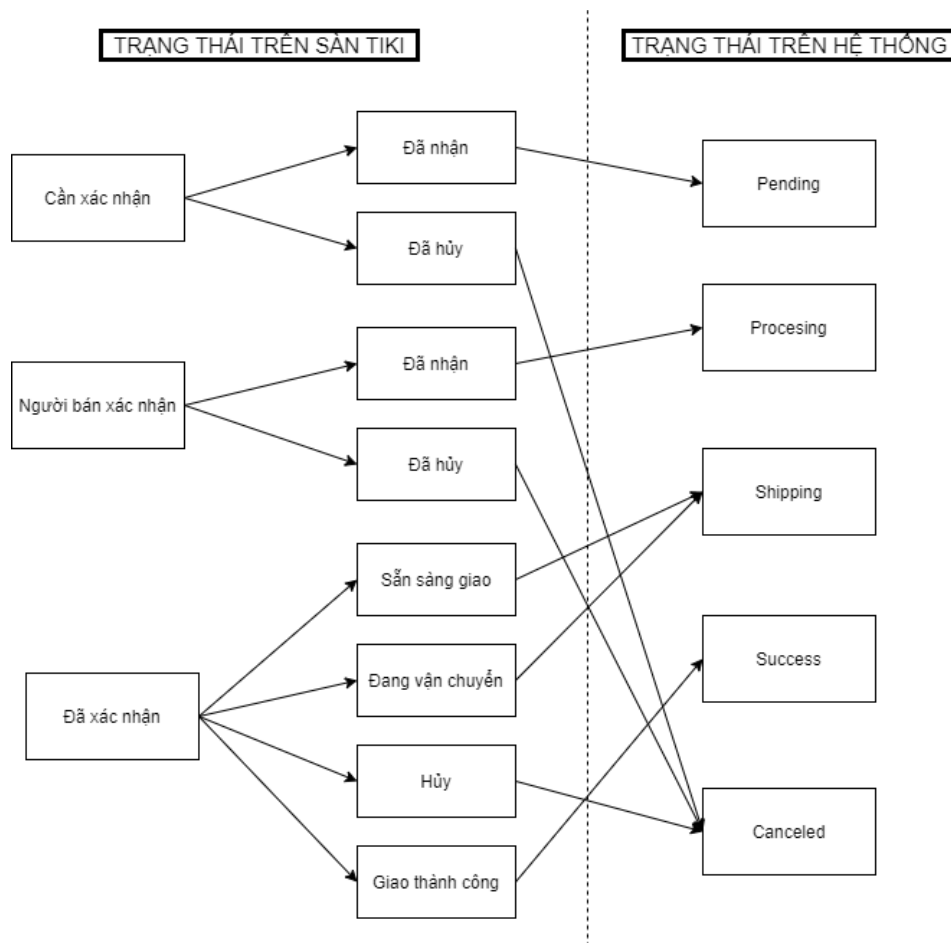 TRẠNG THÁI TRÊN SÀN TIKI
TRẠNG THÁI TRÊN HỆ THỐNG
Đã nhận
Pending
Cần xác nhận
Đã hủy
Procesing
Đã nhận
Người bán xác nhận
Đã hủy
Shipping
Sẵn sàng giao
Success
Đang vận chuyển
Đã xác nhận
Hủy
Canceled
Giao thành công